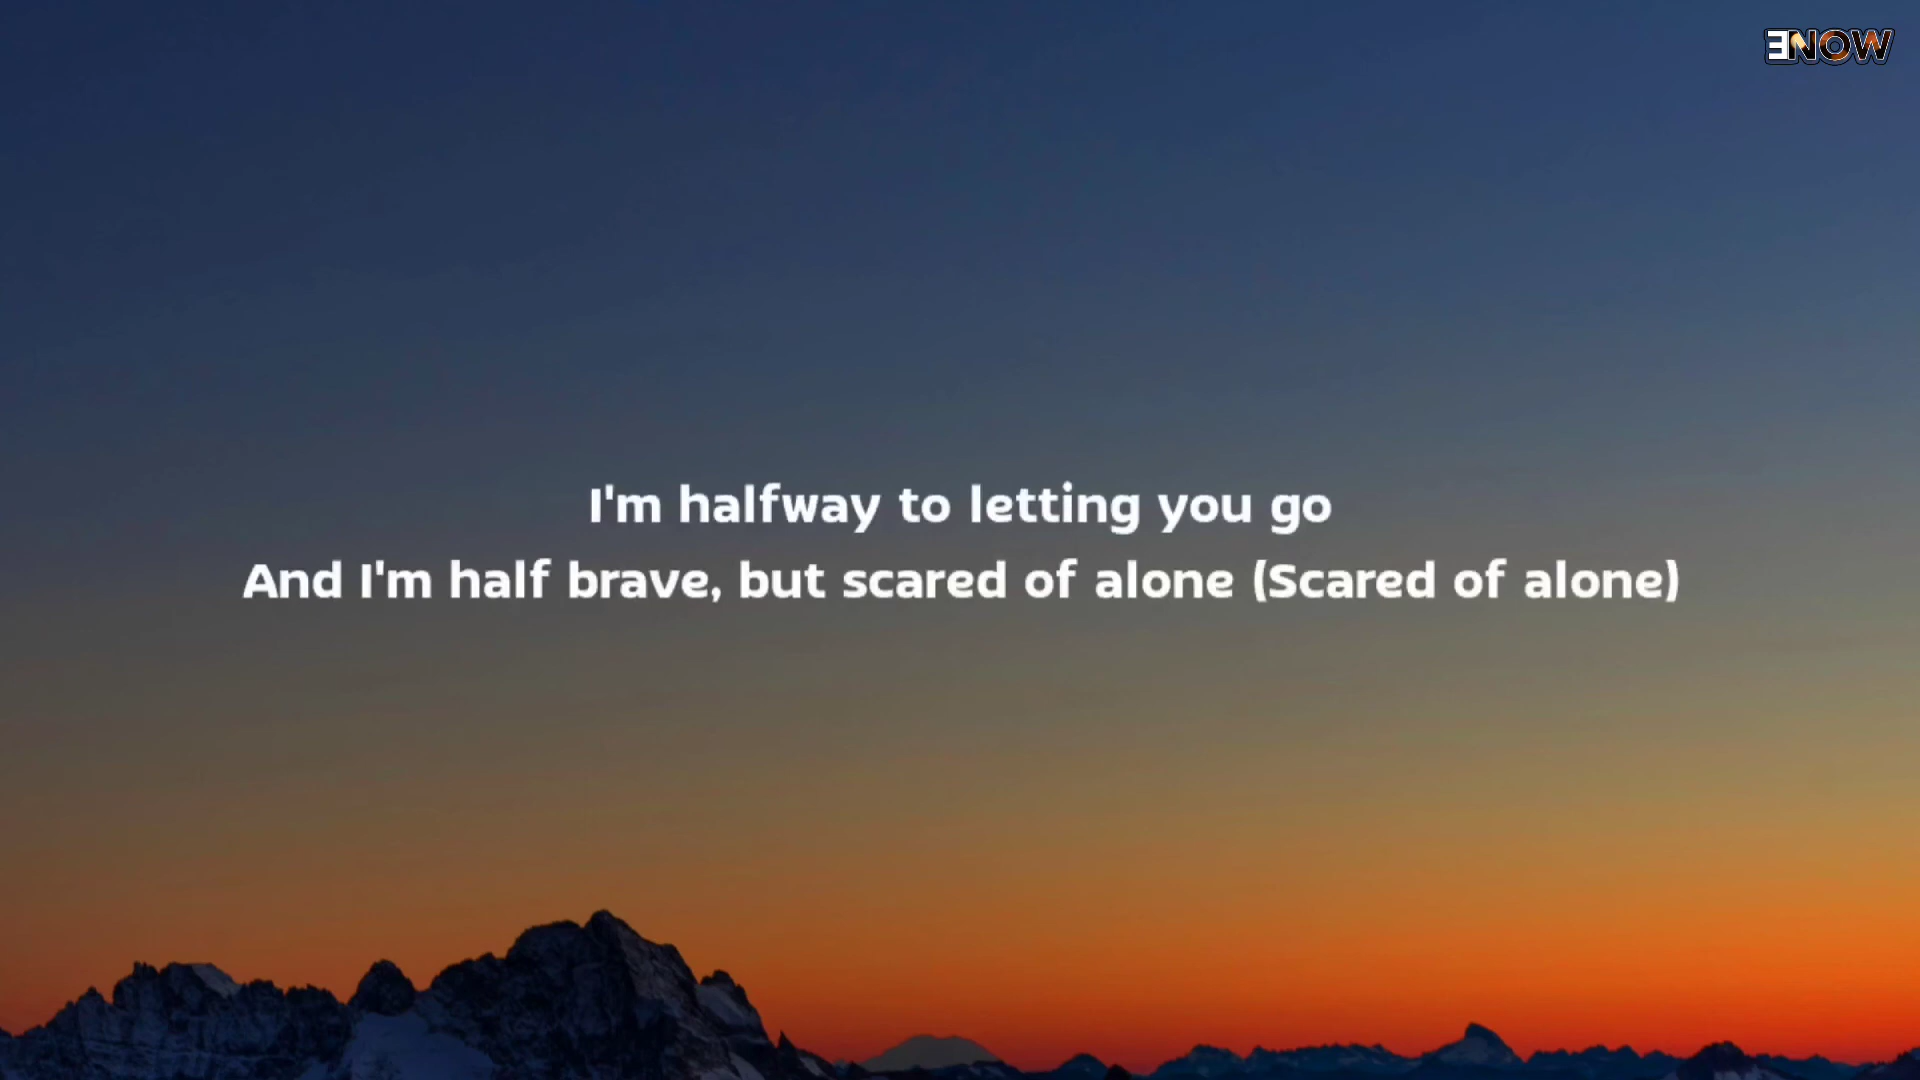 ENOW
I'm halfway to letting you go
And I'm half brave, but scared of alone (Scared of alone)